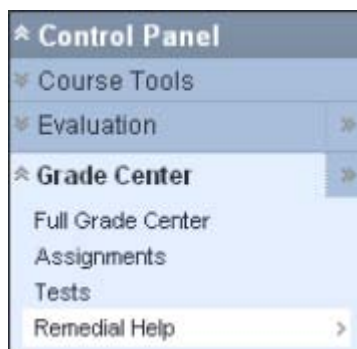 Control Panel
Course Tools
Evaluation
Grade Center
Full Grade Center
Assignments
Tests
Remedial Help